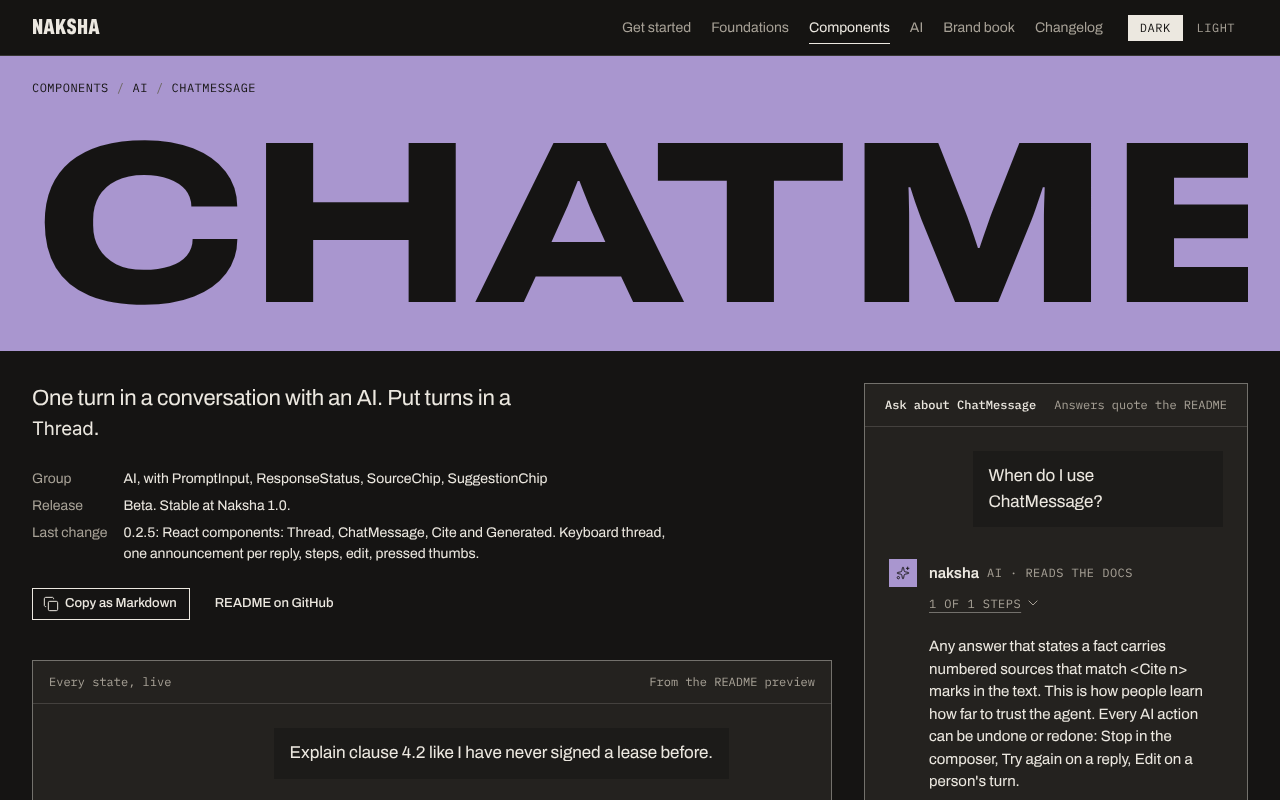 NAKSHA
Get started Foundations Components AI Brand book Changelog DARK LIGHT
COMPONENTS / AI / CHATMESSAGE
CHATME
One turn in a conversation with an AI. Put turns in a
Thread.
Group AI, with PromptInput, ResponseStatus, SourceChip, SuggestionChip
Release Beta. Stable at Naksha 1.0.
Last change 0.2.5: React components: Thread, ChatMessage, Cite and Generated. Keyboard thread,
one announcement per reply, steps, edit, pressed thumbs.
Copy as Markdown README on GitHub
Every state, live From the README preview
Explain clause 4.2 like I have never signed a lease before.
Ask about ChatMessage Answers quote the README
When do I use
ChatMessage?
naksha AI · READS THE DOCS
1 OF 1 STEPS
Any answer that states a fact carries
numbered sources that match <Cite n>
marks in the text. This is how people learn
how far to trust the agent. Every AI action
can be undone or redone: Stop in the
composer, Try again on a reply, Edit on a
person's turn.